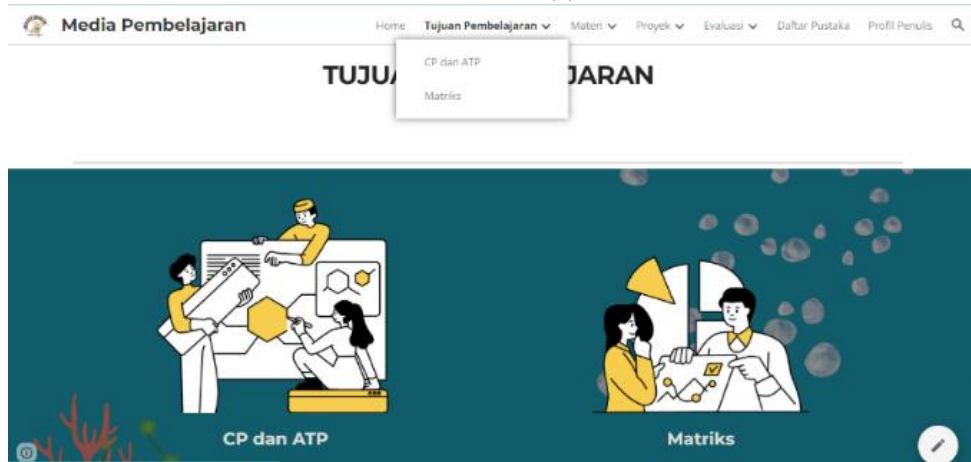 Media Pembelajaran
Home Tujuan Pembelajaran Materi Proyek Evaluasi Daftar Pustaka Profil Penulis
CP dan ATP
TUJUA JARAN
Matriks
CP dan ATP Matriks